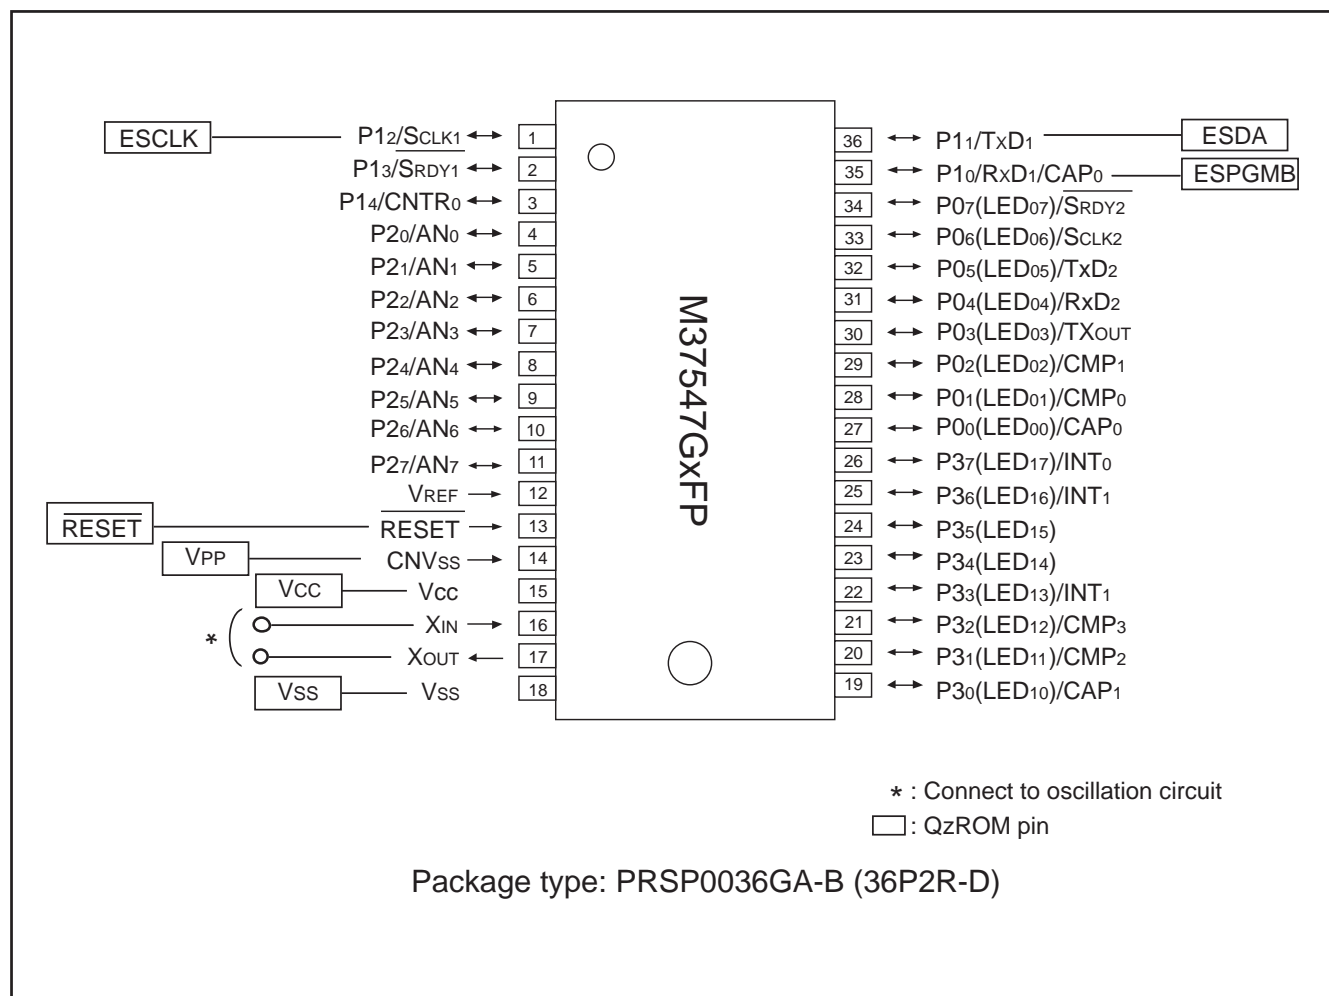 ESCLK P12/SCLK1 1 36 P11/TXD1 ESDA
P13/SRDY1 2 35 P10/RXD1/CAP0 ESPGMB
P14/CNTR0 3 34 P07(LED07)/SRDY2
P20/AN0 4 33 P06(LED06)/SCLK2
P21/AN1 5 32 P05(LED05)/TxD2
P22/AN2 6 31 P04(LED04)/RxD2
P23/AN3 7 30 P03(LED03)/TXOUT
P24/AN4 8 29 P02(LED02)/CMP1
P25/AN5 9 28 P01(LED01)/CMP0
P26/AN6 10 27 P00(LED00)/CAP0
P27/AN7 11 26 P37(LED17)/INT0
VREF 12 25 P36(LED16)/INT1
RESET RESET 13 24 P35(LED15)
VPP CNVSS 14 23 P34(LED14)
VCC Vcc 15 22 P33(LED13)/INT1
* XIN 16 21 P32(LED12)/CMP3
XOUT 17 20 P31(LED11)/CMP2
VSS VSS 18 19 P30(LED10)/CAP1
M37547GxFP
* : Connect to oscillation circuit
: QzROM pin
Package type: PRSP0036GA-B (36P2R-D)